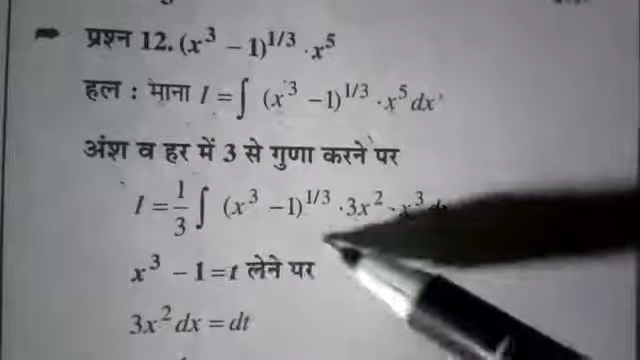 प्रश्न 12. (x³ − 1)^1/3 · x⁵
हल : माना I = ∫ (x³ −1)^1/3 · x⁵ dx
अंश व हर में 3 से गुणा करने पर
I = 1/3 ∫ (x³ −1)^1/3 · 3x² · x³
x³ − 1 = t लेने पर
3x² dx = dt